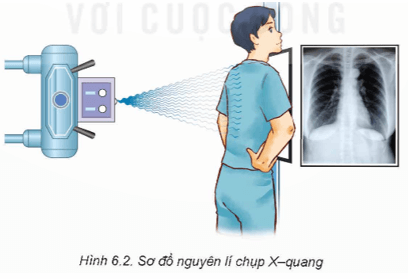 VỚI CUỘC SỐNG
Hình 6.2. Sơ đồ nguyên lí chụp X–quang